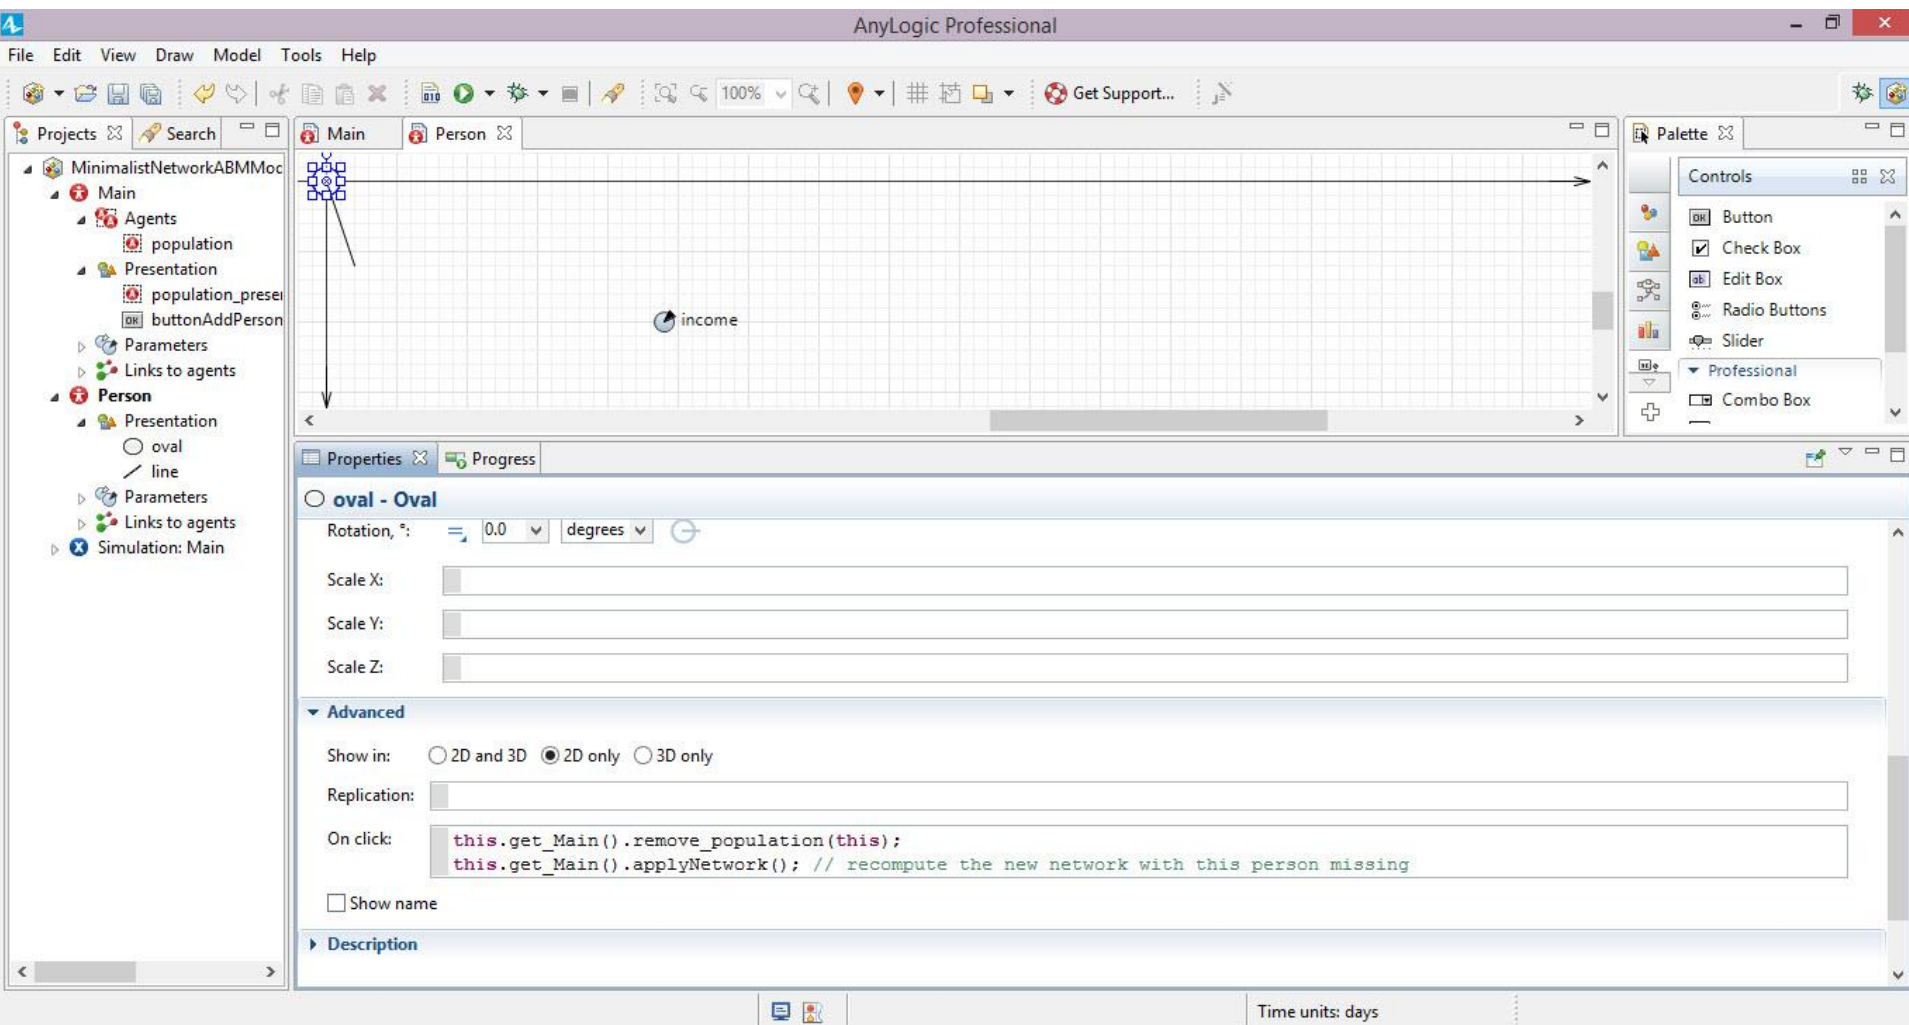 AnyLogic Professional
File Edit View Draw Model Tools Help
100% Get Support...
Projects Search
MinimalistNetworkABMMoc
Main
Agents
population
Presentation
population_prese
buttonAddPerson
Parameters
Links to agents
Person
Presentation
oval
line
Parameters
Links to agents
Simulation: Main
Main Person
income
Palette
Controls
Button
Check Box
Edit Box
Radio Buttons
Slider
Professional
Combo Box
Properties Progress
oval - Oval
Rotation, °: 0.0 degrees
Scale X:
Scale Y:
Scale Z:
Advanced
Show in: 2D and 3D 2D only 3D only
Replication:
On click: this.get_Main().remove_population(this);
this.get_Main().applyNetwork(); // recompute the new network with this person missing
Show name
Description
Time units: days